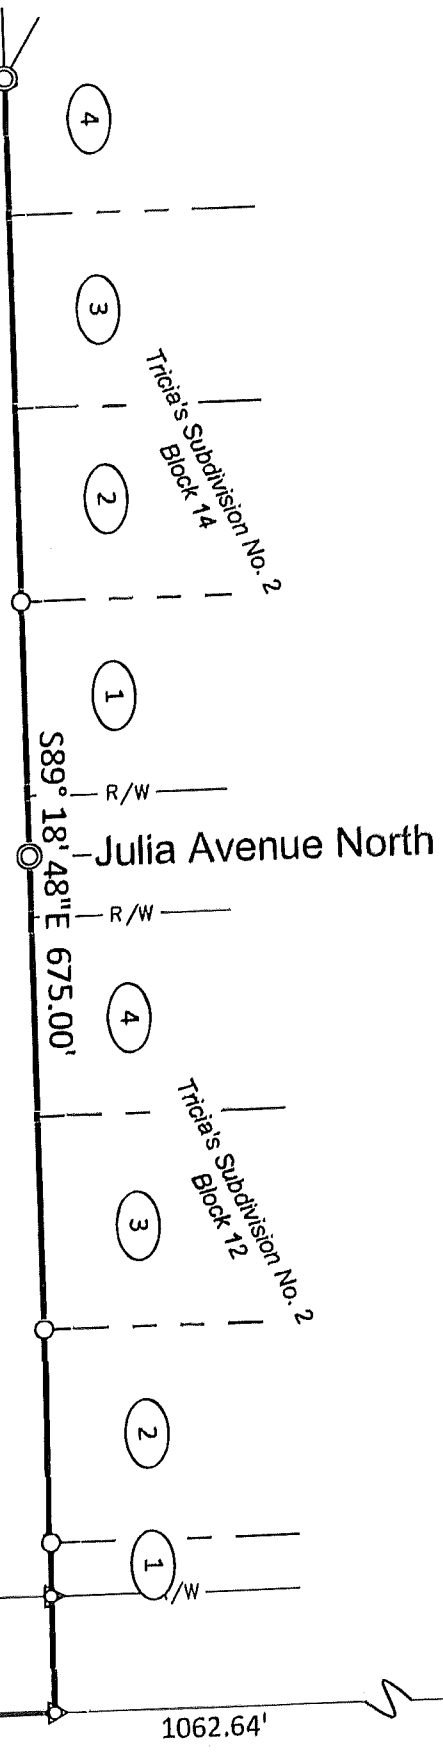 4
3
Tricia's Subdivision No. 2
Block 14
2
1
R/W
S89° 18' 48"E 675.00'
Julia Avenue North
R/W
4
Tricia's Subdivision No. 2
Block 12
3
2
1
/W
1062.64'